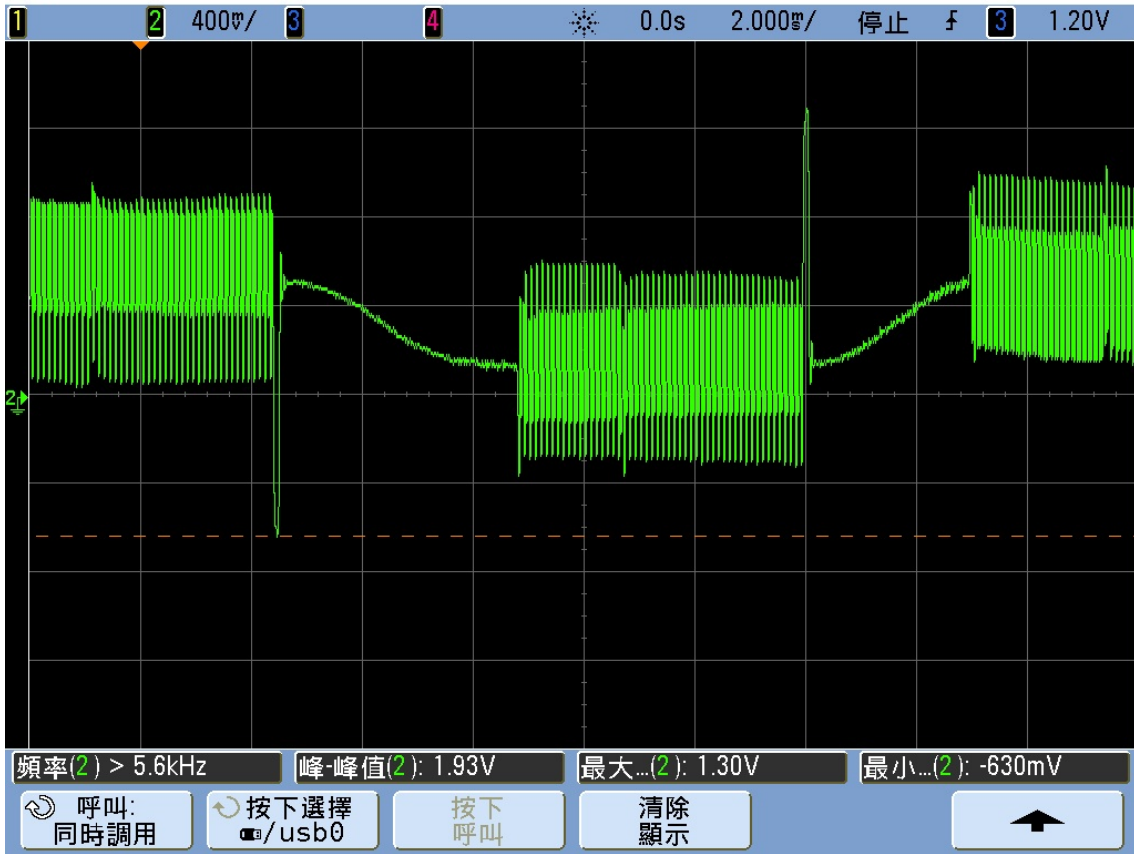 1 2 400mV/ 3 4 0.0s 2.000ms/ 停止 3 1.20V
2
頻率(2) > 5.6kHz 峰-峰值(2): 1.93V 最大...(2): 1.30V 最小...(2): -630mV
呼叫: 按下選擇 按下 清除
同時調用 /usb0 呼叫 顯示